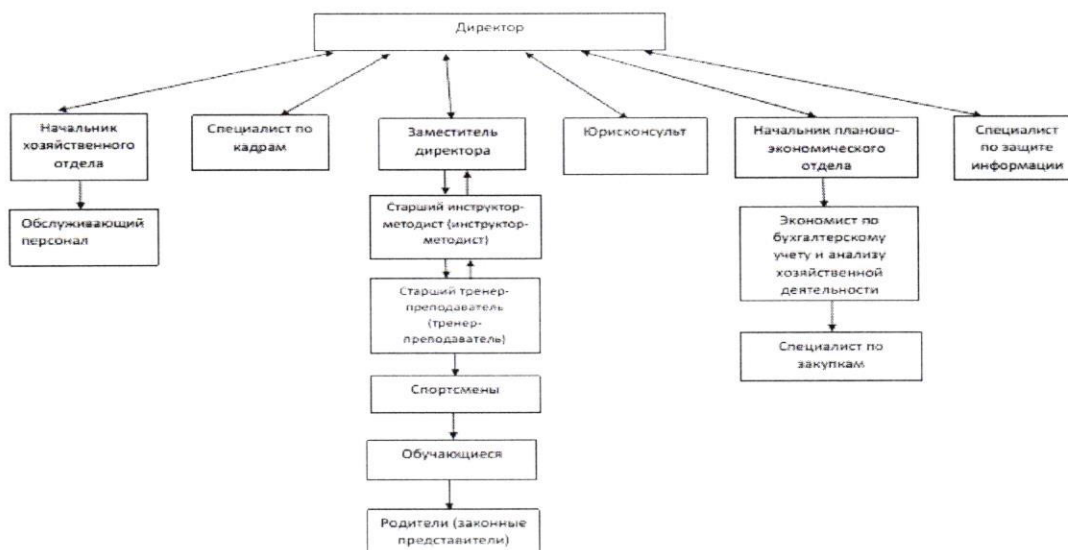 Директор
Начальник
хозяйственного
отдела
Специалист по
кадрам
Заместитель
директора
Юрисконсульт
Начальник планово-
экономического
отдела
Специалист
по защите
информации
Обслуживающий
персонал
Старший инструктор-
методист (инструктор-
методист)
Экономист по
бухгалтерскому
учету и анализу
хозяйственной
деятельности
Старший тренер-
преподаватель
(тренер-
преподаватель)
Специалист по
закупкам
Спортсмены
Обучающиеся
Родители (законные
представители)